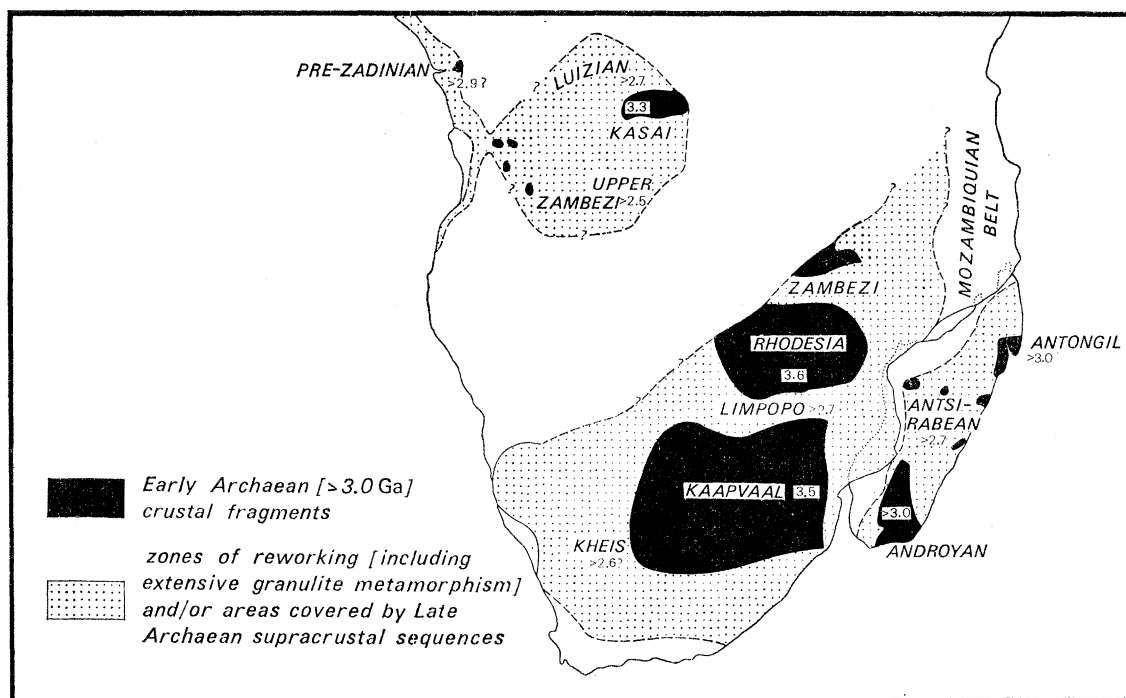 PRE-ZADINIAN
>2.9?
LUIZIAN
>2.7
?
?
3.3
KASAI
UPPER
ZAMBEZI >2.5
?
?
?
?
MOZAMBIQUIAN
BELT
ZAMBEZI
RHODESIA
3.6
ANTONGIL
>3.0
?
LIMPOPO >2.7
ANTSI-
RABEAN
>2.7
KAAPVAAL 3.5
>3.0
KHEIS
>2.6?
ANDROYAN
Early Archaean [>3.0 Ga]
crustal fragments
zones of reworking [including
extensive granulite metamorphism]
and/or areas covered by Late
Archaean supracrustal sequences